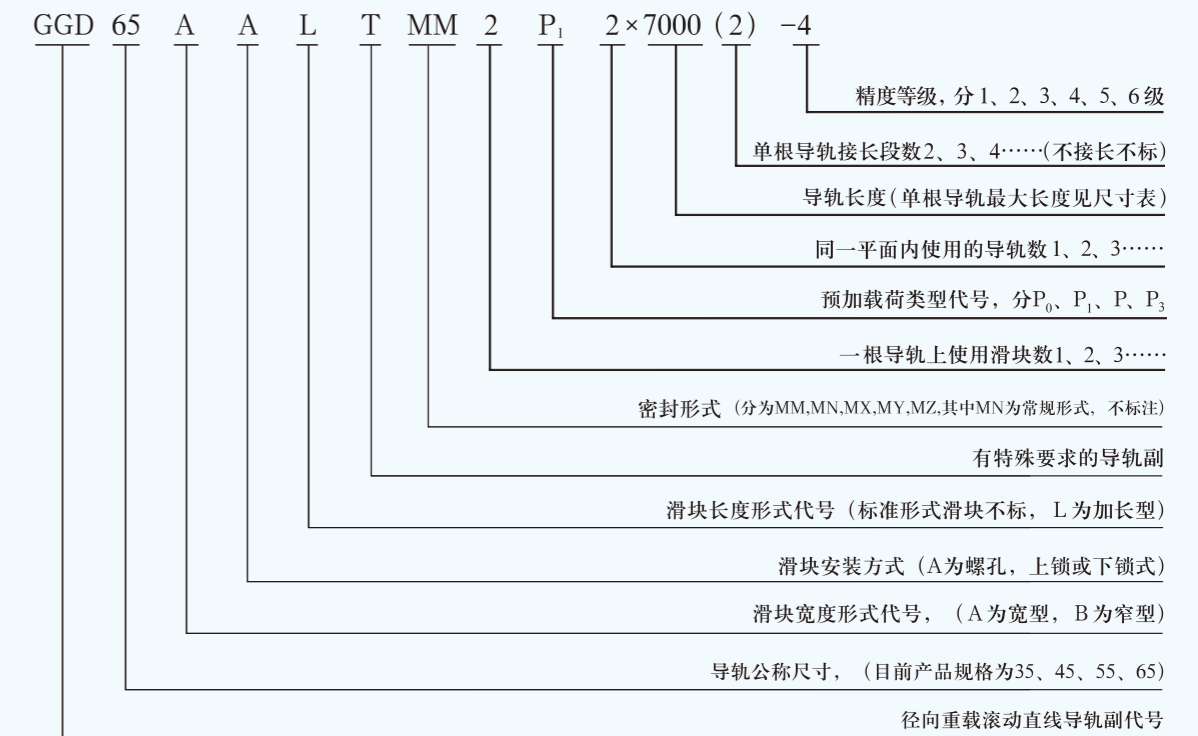 GGD 65 A A L T MM 2 P₁ 2×7000(2) -4
精度等级，分1、2、3、4、5、6级
单根导轨接长段数2、3、4……(不接长不标)
导轨长度(单根导轨最大长度见尺寸表)
同一平面内使用的导轨数1、2、3……
预加载荷类型代号，分P₀、P₁、P、P₃
一根导轨上使用滑块数1、2、3……
密封形式（分为MM,MN,MX,MY,MZ,其中MN为常规形式，不标注）
有特殊要求的导轨副
滑块长度形式代号（标准形式滑块不标，L为加长型）
滑块安装方式（A为螺孔，上锁或下锁式）
滑块宽度形式代号，（A为宽型，B为窄型）
导轨公称尺寸，（目前产品规格为35、45、55、65）
径向重载滚动直线导轨副代号